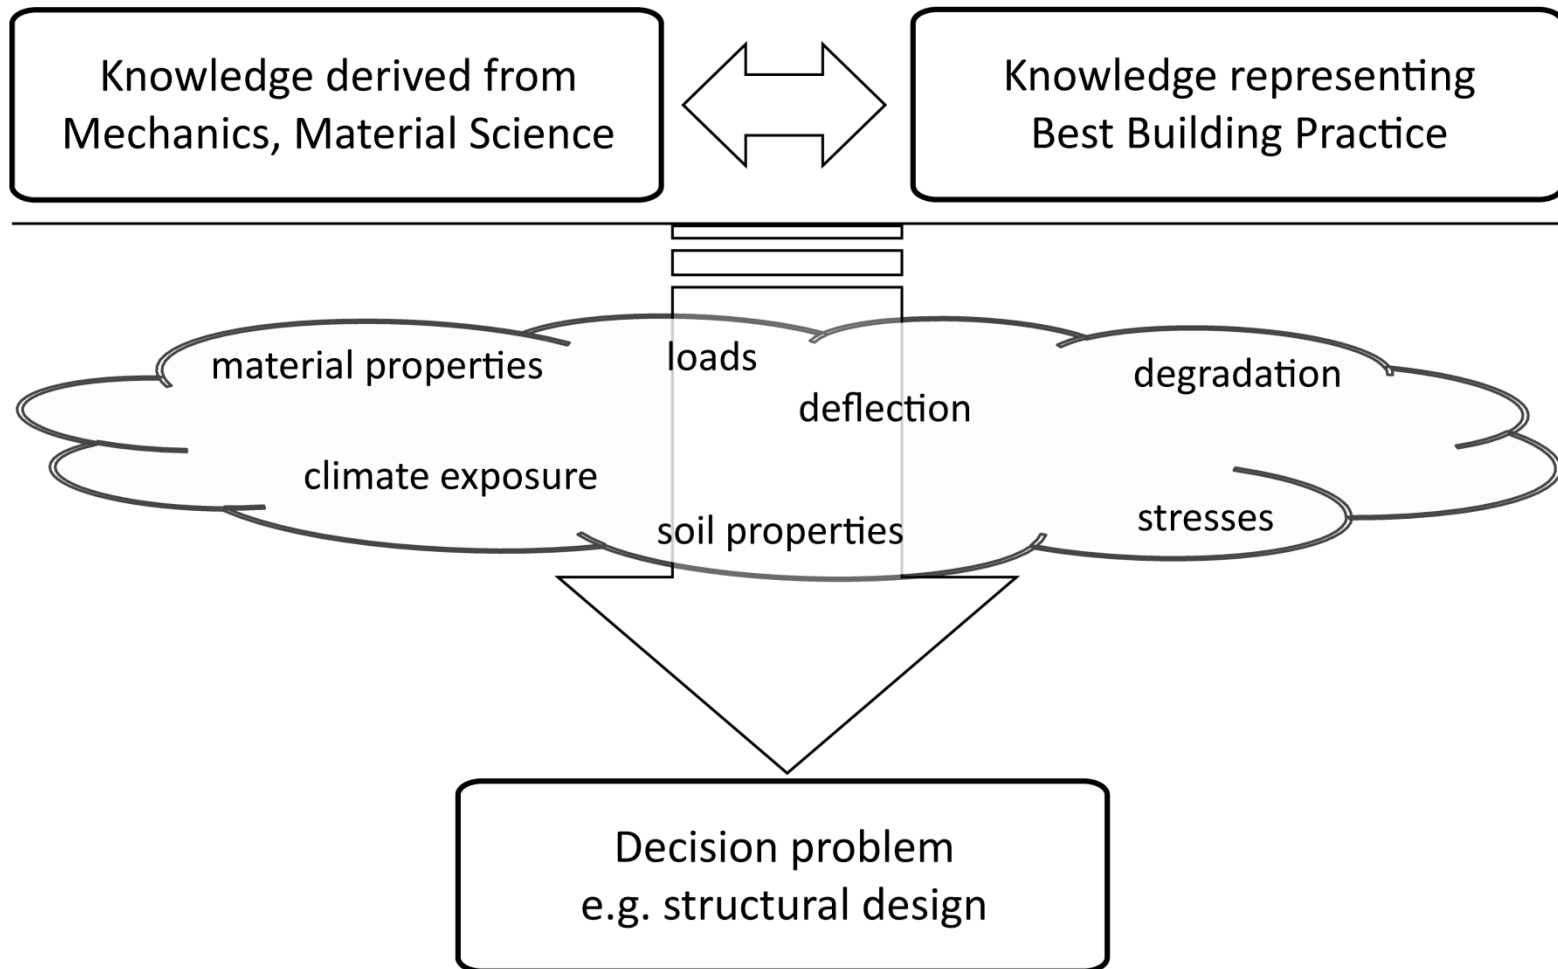 Knowledge derived from
Mechanics, Material Science
Knowledge representing
Best Building Practice
material properties
loads
deflection
degradation
climate exposure
soil properties
stresses
Decision problem
e.g. structural design